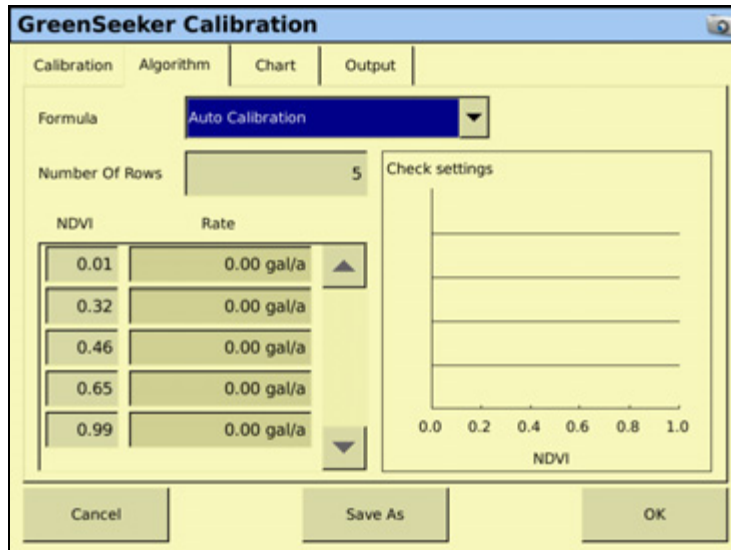 GreenSeeker Calibration
Calibration Algorithm Chart Output
Formula Auto Calibration
Number Of Rows 5
Check settings
NDVI Rate
0.01 0.00 gal/a
0.32 0.00 gal/a
0.46 0.00 gal/a
0.65 0.00 gal/a
0.99 0.00 gal/a
0.0 0.2 0.4 0.6 0.8 1.0
NDVI
Cancel Save As OK